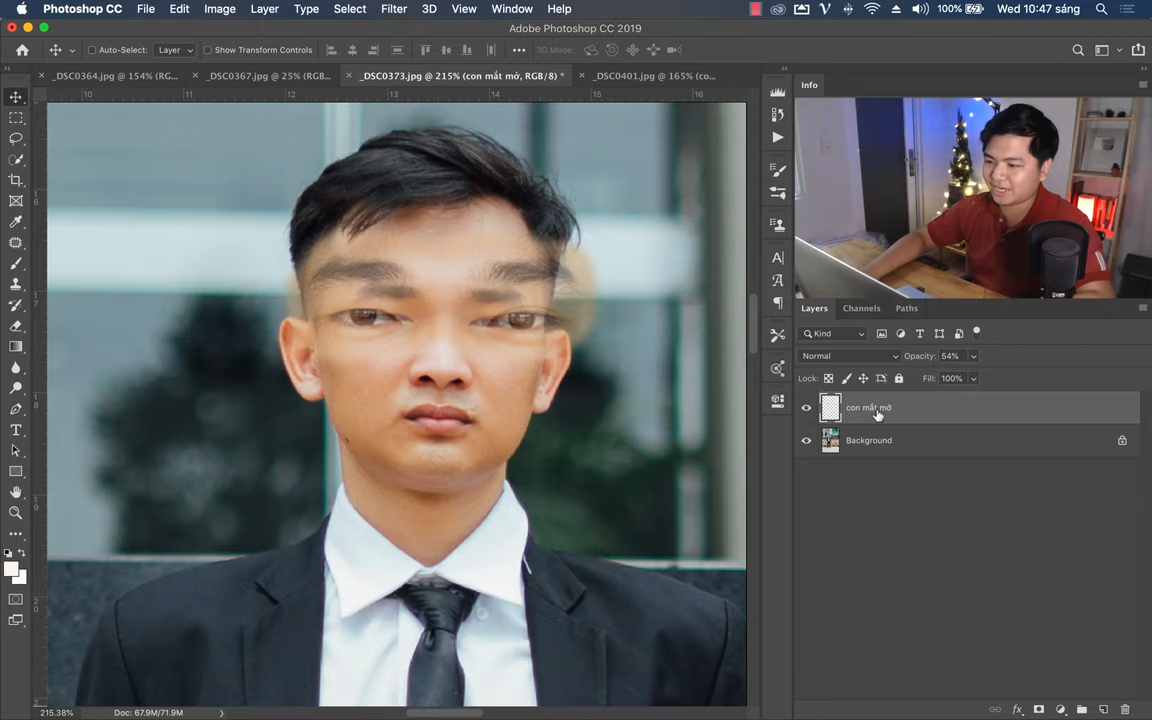 Photoshop CC File Edit Image Layer Type Select Filter 3D View Window Help 100% Wed 10:47 sáng
Adobe Photoshop CC 2019
Auto-Select: Layer Show Transform Controls 3D Mode:
_DSC0364.jpg @ 154% (RG... _DSC0367.jpg @ 25% (RGB... _DSC0373.jpg @ 215% (con mắt mở, RGB/8) * _DSC0401.jpg @ 165% (co...
Info
10 11 12 13 14 15 16
Layers Channels Paths
Kind
Normal Opacity: 54%
Lock: Fill: 100%
con mắt mở
Background
215.38% Doc: 67.9M/71.9M